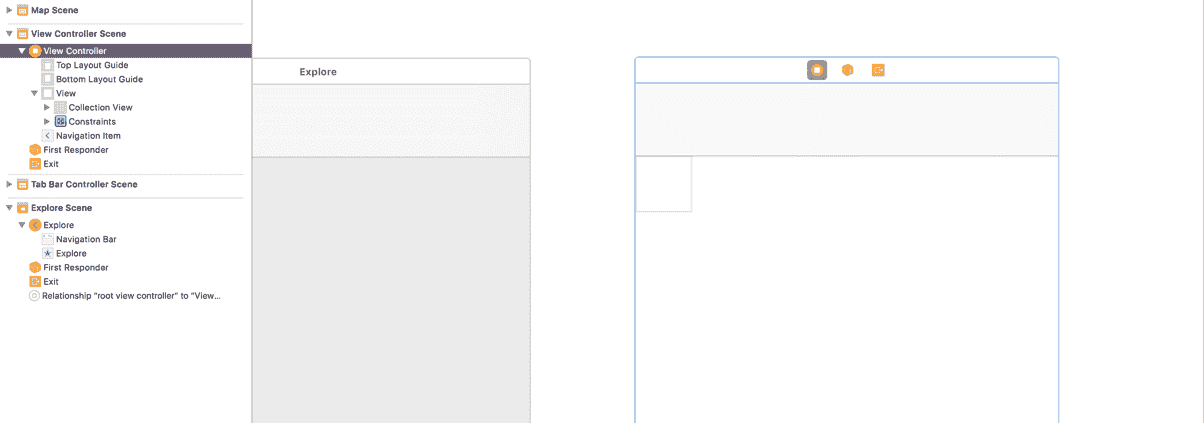 Map Scene
View Controller Scene
View Controller
Top Layout Guide
Bottom Layout Guide
View
Collection View
Constraints
Navigation Item
First Responder
Exit
Tab Bar Controller Scene
Explore Scene
Explore
Navigation Bar
Explore
First Responder
Exit
Relationship "root view controller" to "View...
Explore